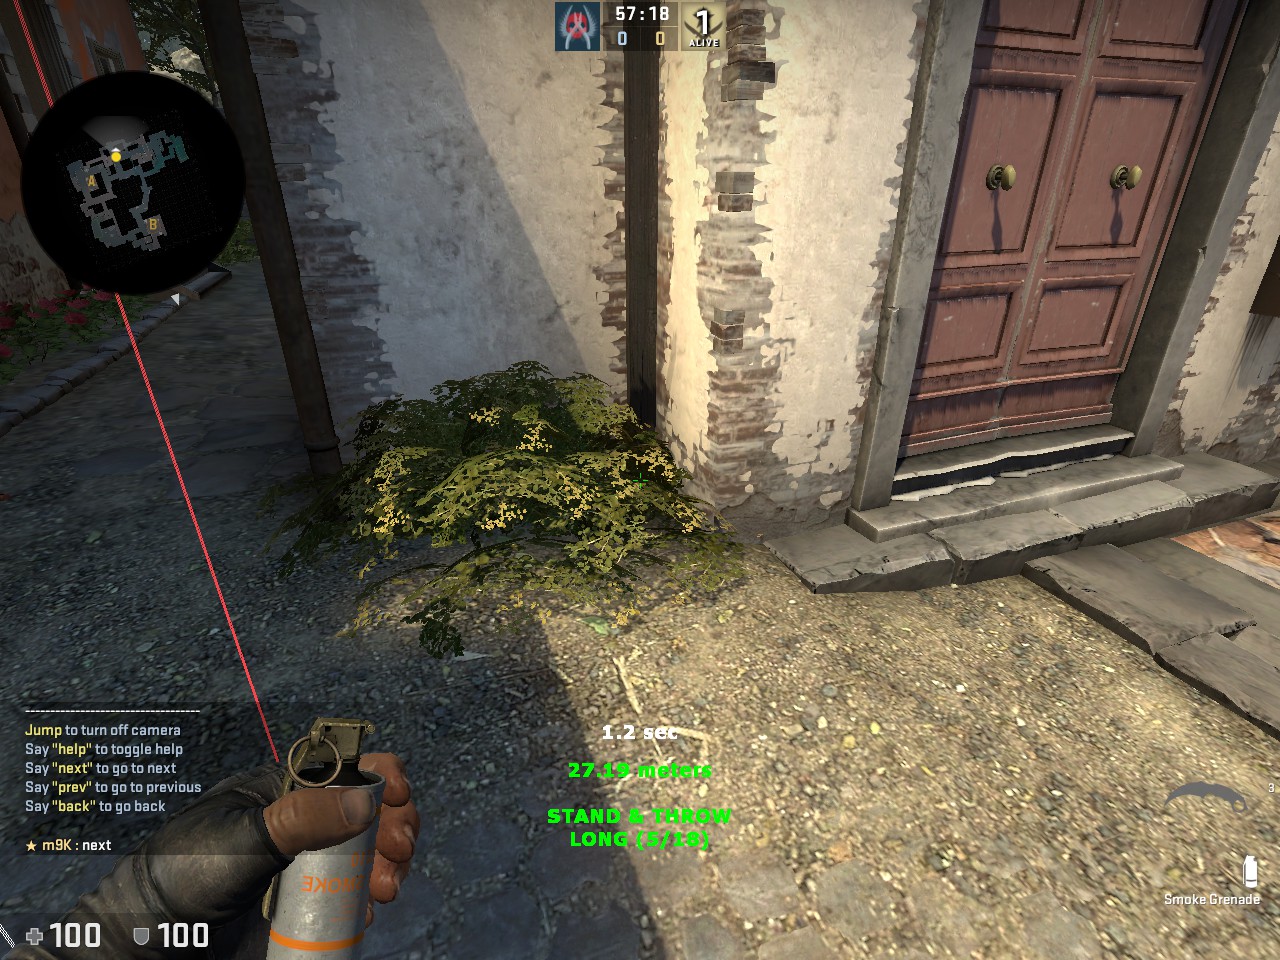 57:18
0 0
1
ALIVE
A
B
Jump to turn off camera
Say "help" to toggle help
Say "next" to go to next
Say "prev" to go to previous
Say "back" to go back
★ m9K : next
1.2 sec
27.19 meters
STAND & THROW
LONG (5/18)
3
Smoke Grenade
SMOKE
100 100